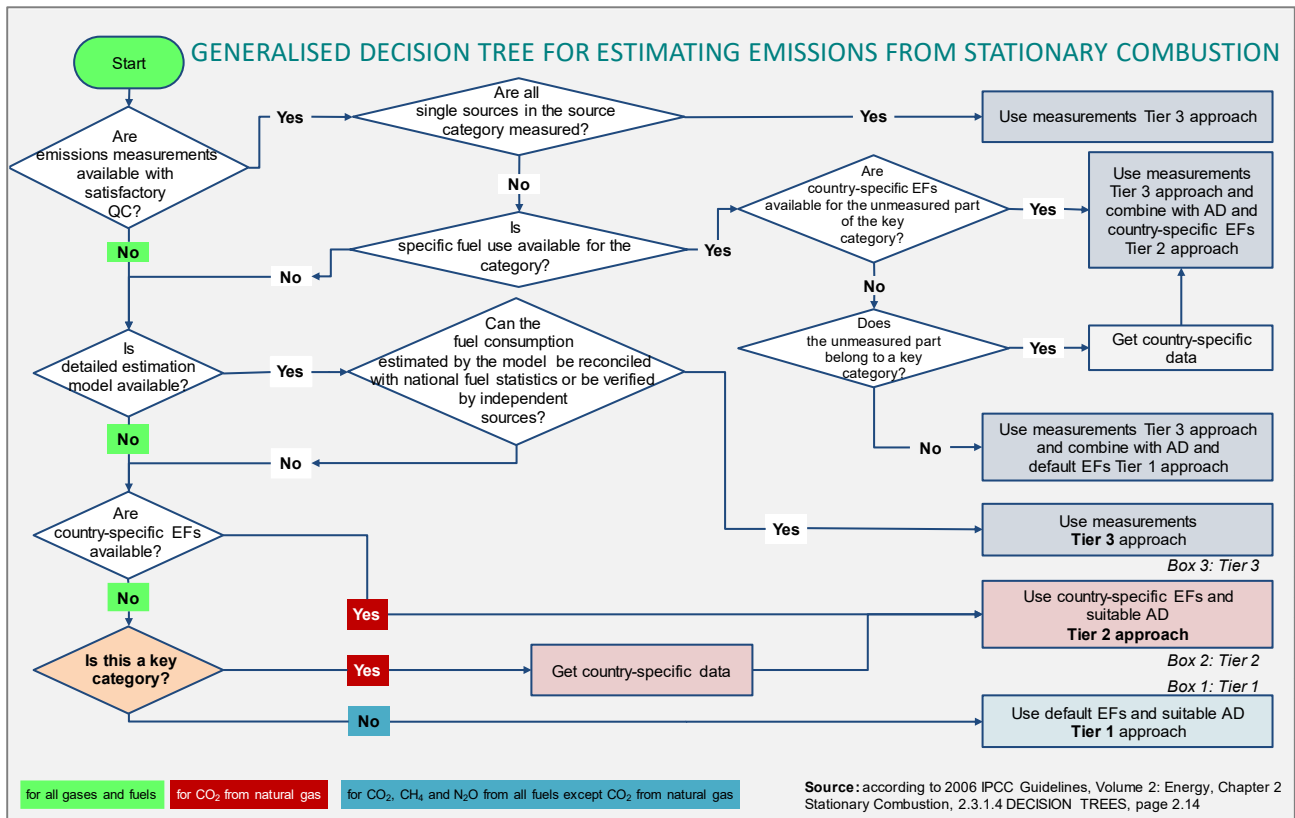 GENERALISED DECISION TREE FOR ESTIMATING EMISSIONS FROM STATIONARY COMBUSTION
Start
Are
emissions measurements
available with
satisfactory
QC?
Yes
Are all
single sources in the source
category measured?
Yes
Use measurements Tier 3 approach
No
No
Is
specific fuel use available for the
category?
Yes
No
Are
country-specific EFs
available for the unmeasured part
of the key
category?
Yes
Use measurements
Tier 3 approach and
combine with AD and
country-specific EFs
Tier 2 approach
No
Does
the unmeasured part
belong to a key
category?
Yes
Get country-specific
data
No
Use measurements Tier 3 approach
and combine with AD and
default EFs Tier 1 approach
Is
detailed estimation
model available?
Yes
Can the
fuel consumption
estimated by the model be reconciled
with national fuel statistics or be verified
by independent
sources?
No
No
Yes
Use measurements
Tier 3 approach
Box 3: Tier 3
Are
country-specific EFs
available?
No
Yes
Use country-specific EFs and
suitable AD
Tier 2 approach
Box 2: Tier 2
Is this a key
category?
Yes
Get country-specific data
Box 1: Tier 1
No
Use default EFs and suitable AD
Tier 1 approach
for all gases and fuels
for CO2 from natural gas
for CO2, CH4 and N2O from all fuels except CO2 from natural gas
Source: according to 2006 IPCC Guidelines, Volume 2: Energy, Chapter 2
Stationary Combustion, 2.3.1.4 DECISION TREES, page 2.14